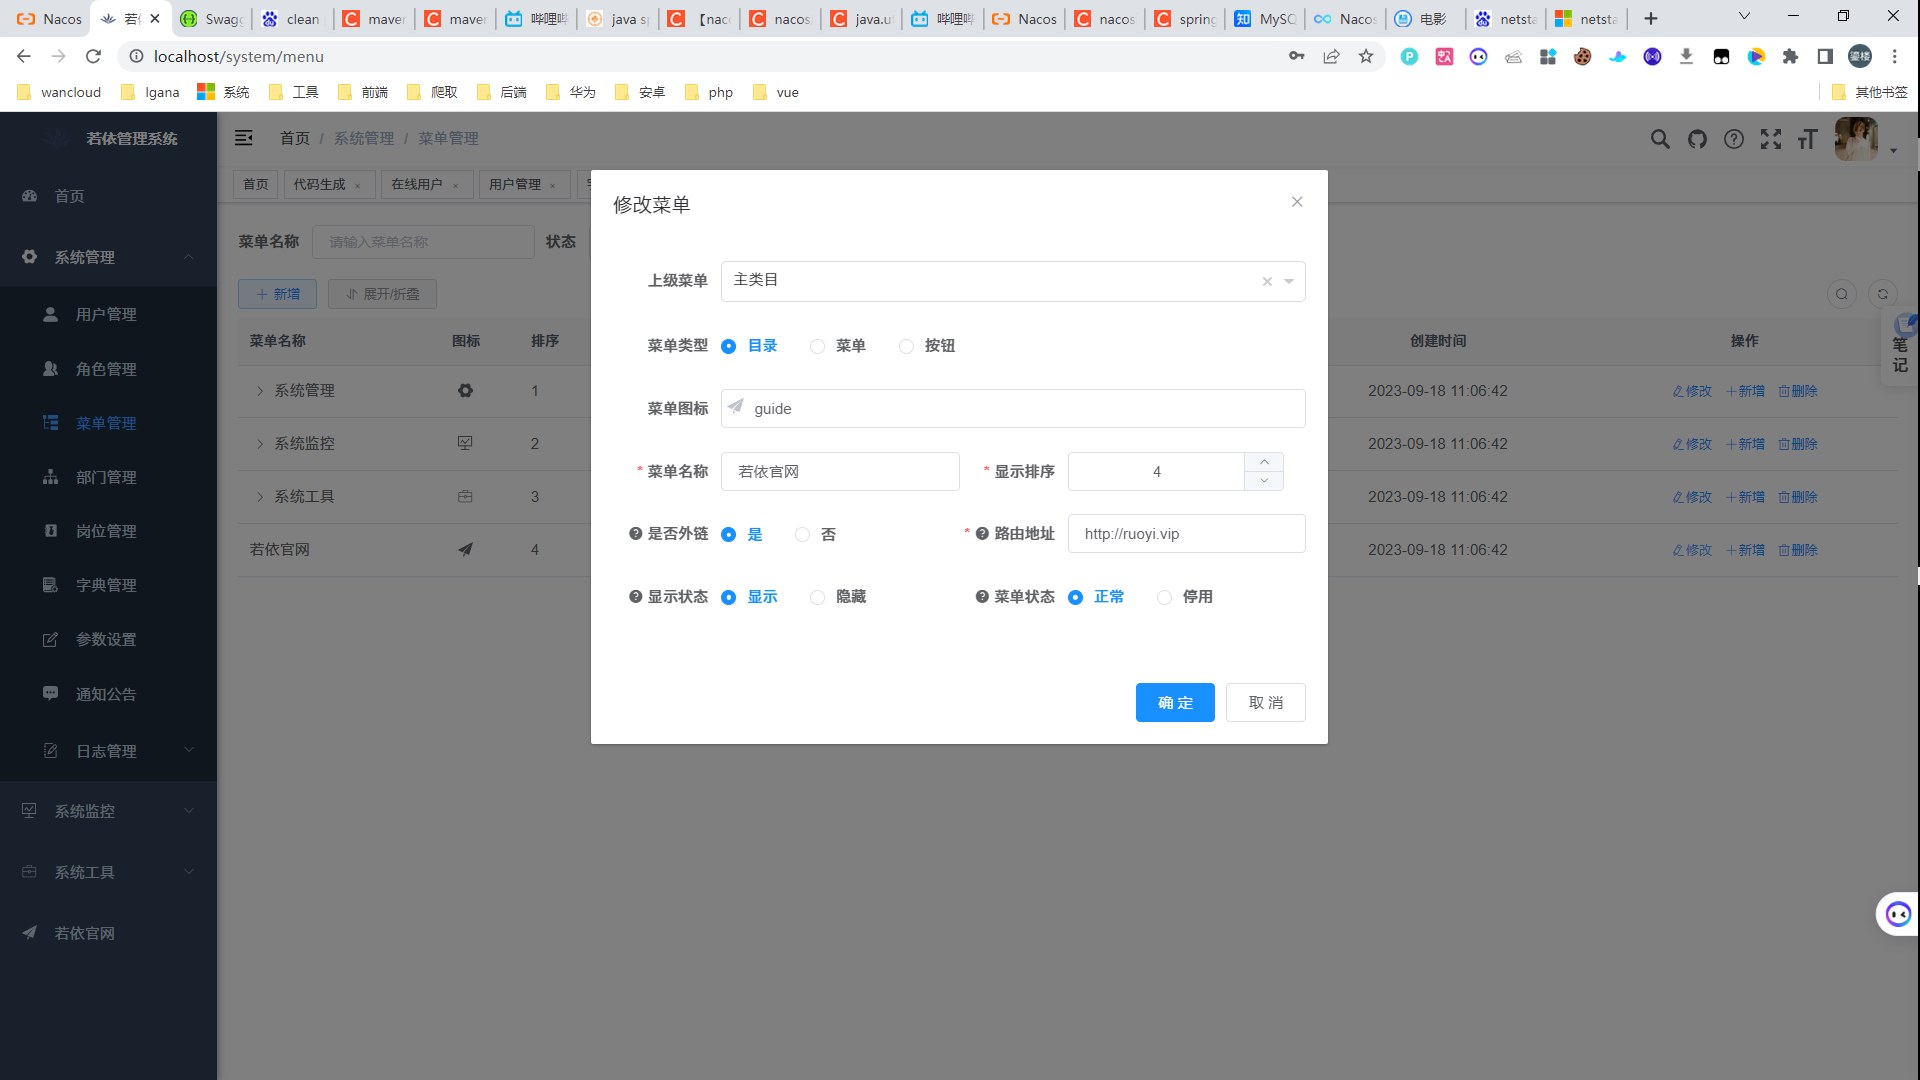 Nacos 若依 Swagg clean maver maver 哔哩哔 java sp 【nac nacos java.ut 哔哩哔 Nacos nacos spring MySQ Nacos 电影 netsta netsta
localhost/system/menu
wancloud lgana 系统 工具 前端 爬取 后端 华为 安卓 php vue 其他书签
若依管理系统
首页 / 系统管理 / 菜单管理
首页 代码生成 × 在线用户 × 用户管理 ×
首页
系统管理
用户管理
角色管理
菜单管理
部门管理
岗位管理
字典管理
参数设置
通知公告
日志管理
系统监控
系统工具
若依官网
菜单名称 请输入菜单名称 状态
+ 新增 展开/折叠
菜单名称 图标 排序 创建时间 操作
系统管理 1 2023-09-18 11:06:42 修改 +新增 删除
系统监控 2 2023-09-18 11:06:42 修改 +新增 删除
系统工具 3 2023-09-18 11:06:42 修改 +新增 删除
若依官网 4 2023-09-18 11:06:42 修改 +新增 删除
笔
记
修改菜单
上级菜单 主类目
菜单类型 目录 菜单 按钮
菜单图标 guide
* 菜单名称 若依官网 * 显示排序 4
是否外链 是 否 * 路由地址 http://ruoyi.vip
显示状态 显示 隐藏 菜单状态 正常 停用
确 定 取 消